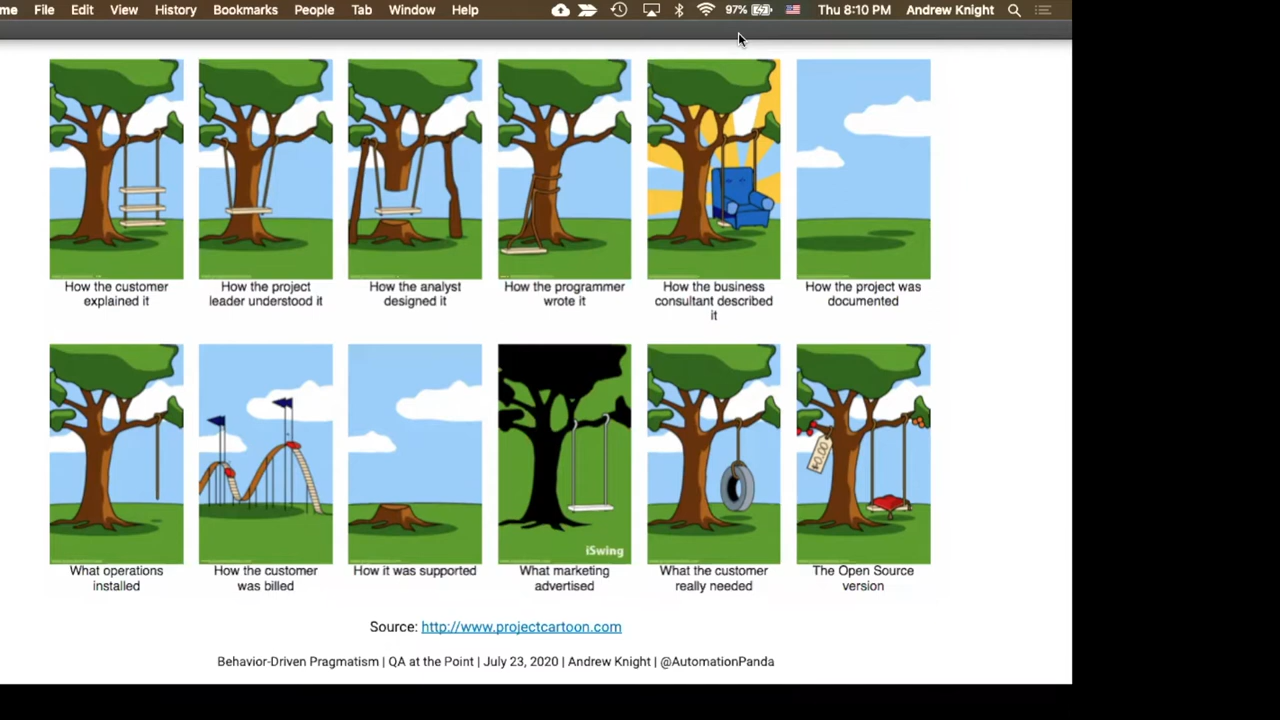 me File Edit View History Bookmarks People Tab Window Help 97% Thu 8:10 PM Andrew Knight
How the customer
explained it
How the project
leader understood it
How the analyst
designed it
How the programmer
wrote it
How the business
consultant described
it
How the project was
documented
$0.00
iSwing
What operations
installed
How the customer
was billed
How it was supported
What marketing
advertised
What the customer
really needed
The Open Source
version
Source: http://www.projectcartoon.com
Behavior-Driven Pragmatism | QA at the Point | July 23, 2020 | Andrew Knight | @AutomationPanda